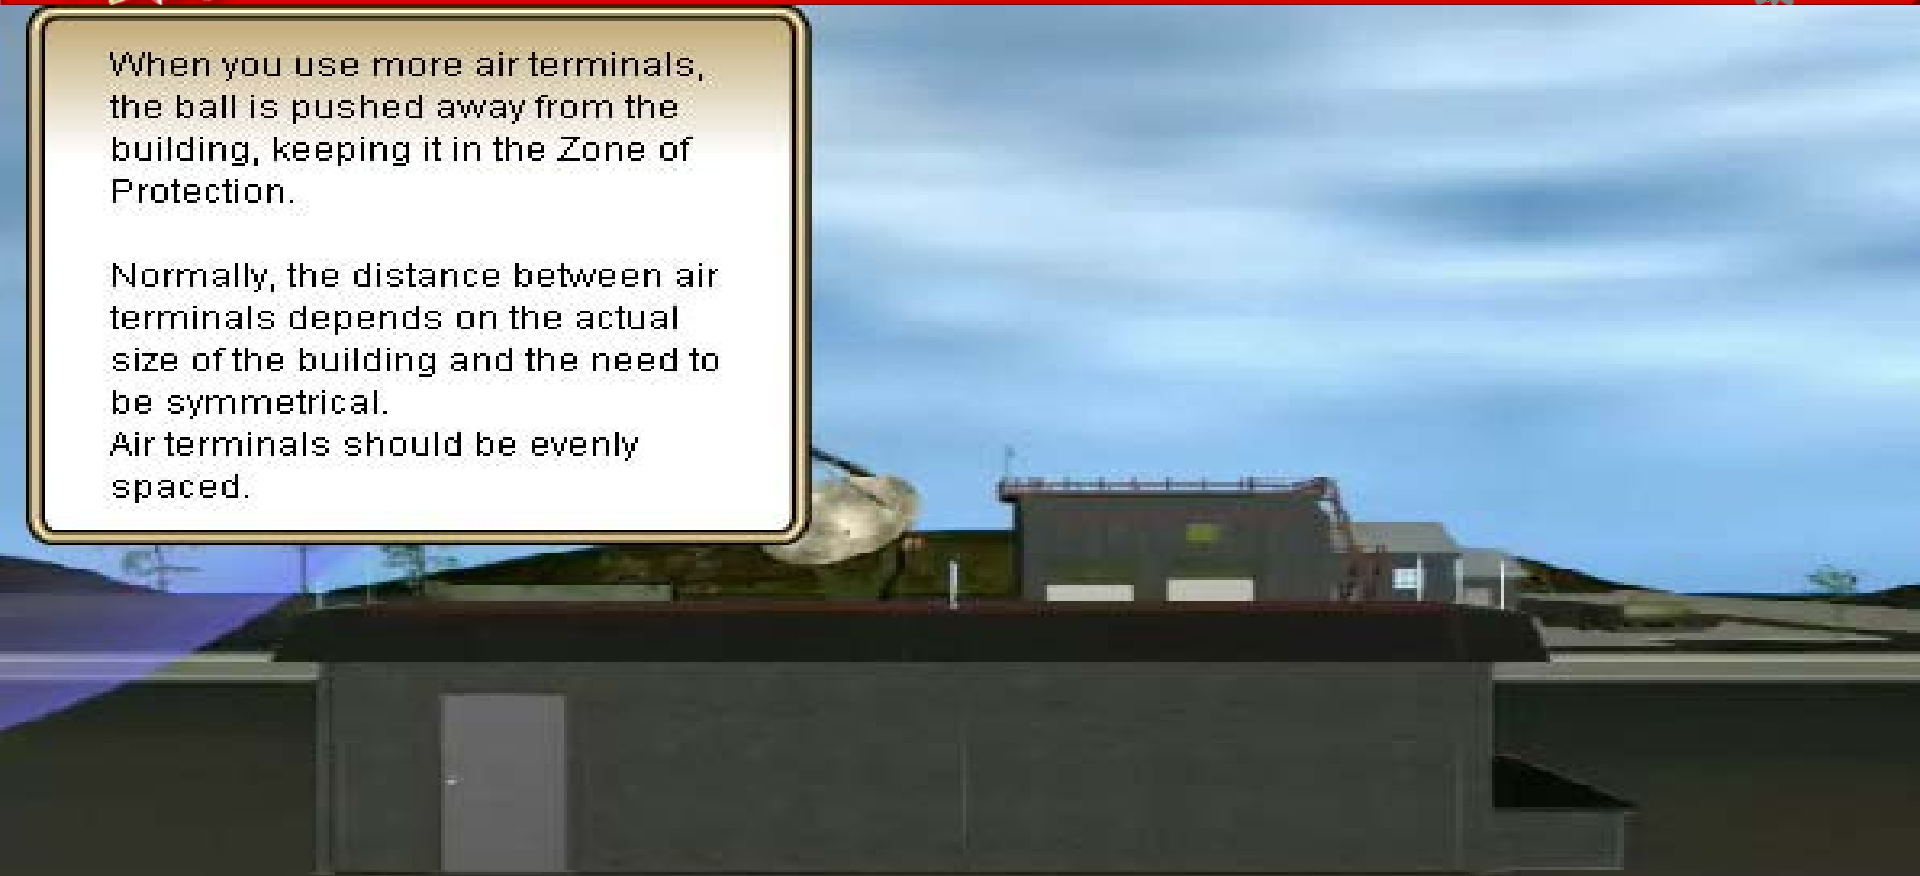 When you use more air terminals,
the ball is pushed away from the
building, keeping it in the Zone of
Protection.
Normally, the distance between air
terminals depends on the actual
size of the building and the need to
be symmetrical.
Air terminals should be evenly
spaced.